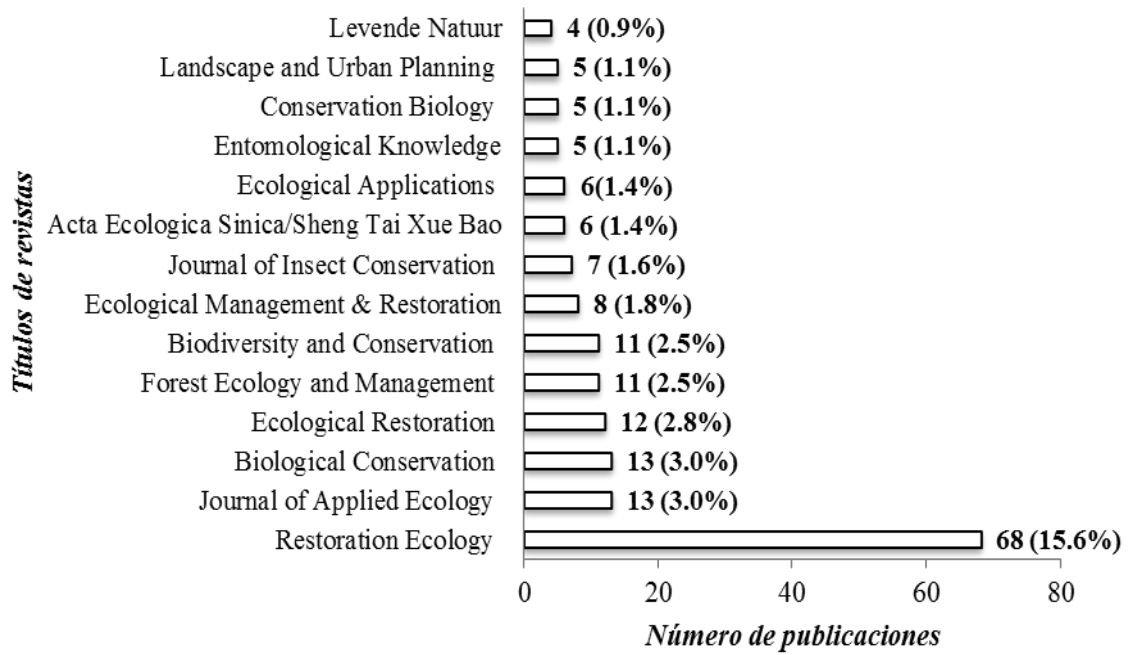 Títulos de revistas
Levende Natuur 4 (0.9%)
Landscape and Urban Planning 5 (1.1%)
Conservation Biology 5 (1.1%)
Entomological Knowledge 5 (1.1%)
Ecological Applications 6(1.4%)
Acta Ecologica Sinica/Sheng Tai Xue Bao 6 (1.4%)
Journal of Insect Conservation 7 (1.6%)
Ecological Management & Restoration 8 (1.8%)
Biodiversity and Conservation 11 (2.5%)
Forest Ecology and Management 11 (2.5%)
Ecological Restoration 12 (2.8%)
Biological Conservation 13 (3.0%)
Journal of Applied Ecology 13 (3.0%)
Restoration Ecology 68 (15.6%)
0 20 40 60 80
Número de publicaciones